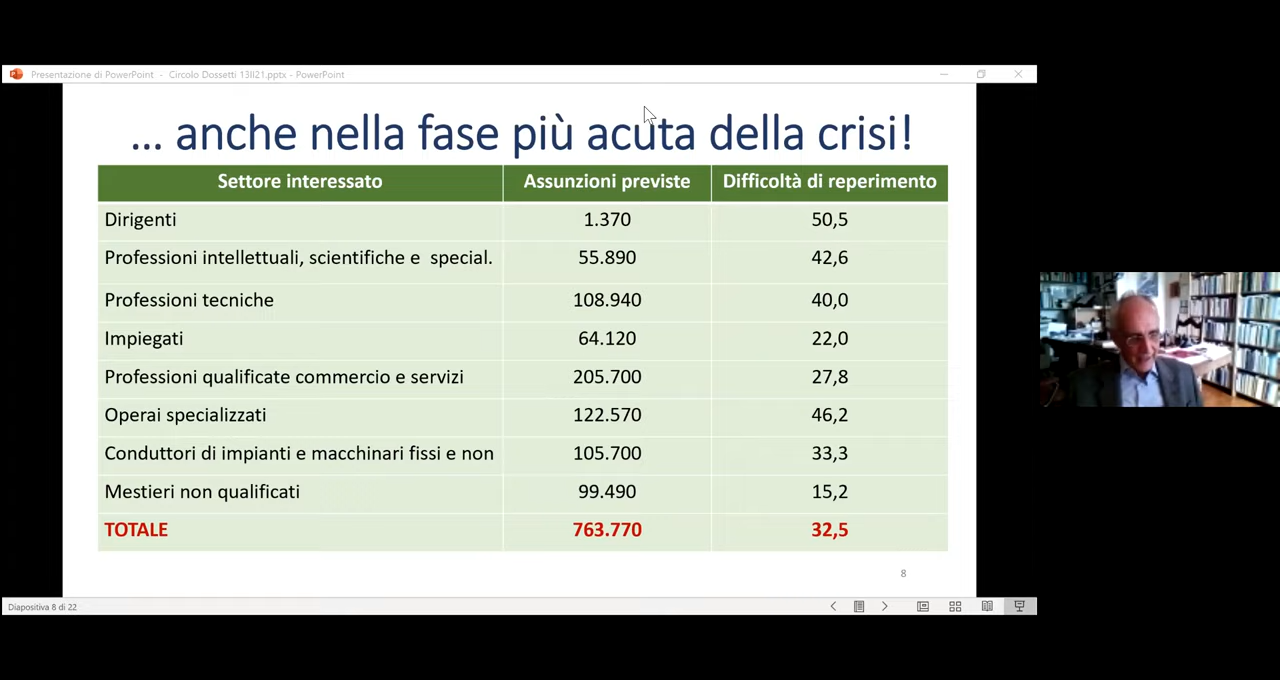 Presentazione di PowerPoint - Circolo Dossetti 13II21.pptx - PowerPoint
... anche nella fase più acuta della crisi!
Settore interessato Assunzioni previste Difficoltà di reperimento
Dirigenti 1.370 50,5
Professioni intellettuali, scientifiche e special. 55.890 42,6
Professioni tecniche 108.940 40,0
Impiegati 64.120 22,0
Professioni qualificate commercio e servizi 205.700 27,8
Operai specializzati 122.570 46,2
Conduttori di impianti e macchinari fissi e non 105.700 33,3
Mestieri non qualificati 99.490 15,2
TOTALE 763.770 32,5
8
Diapositiva 8 di 22